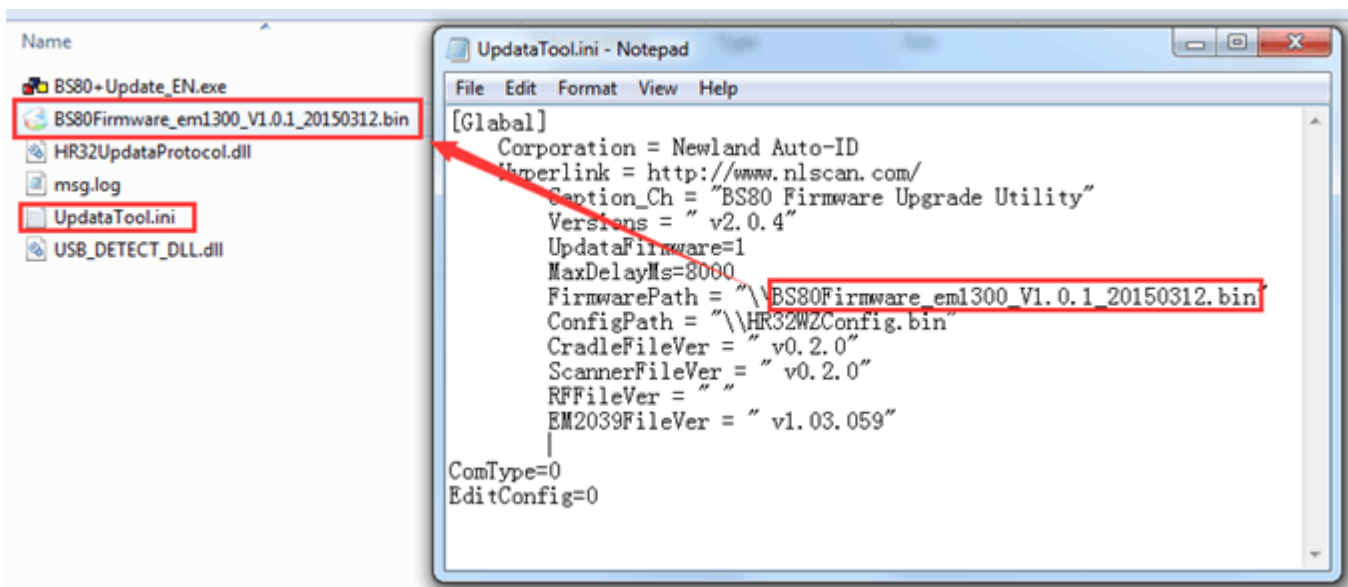 Name
BS80+Update_EN.exe
BS80Firmware_em1300_V1.0.1_20150312.bin
HR32UpdataProtocol.dll
msg.log
UpdataTool.ini
USB_DETECT_DLL.dll
UpdataTool.ini - Notepad
File Edit Format View Help
[Glabal]
Corporation = Newland Auto-ID
Hyperlink = http://www.nlscan.com/
Caption_Ch = "BS80 Firmware Upgrade Utility"
Versions = " v2.0.4"
UpdataFirmware=1
MaxDelayMs=8000
FirmwarePath = "\\BS80Firmware_em1300_V1.0.1_20150312.bin"
ConfigPath = "\\HR32WZConfig.bin"
CradleFileVer = " v0.2.0"
ScannerFileVer = " v0.2.0"
RFFileVer = " "
EM2039FileVer = " v1.03.059"
ComType=0
EditConfig=0